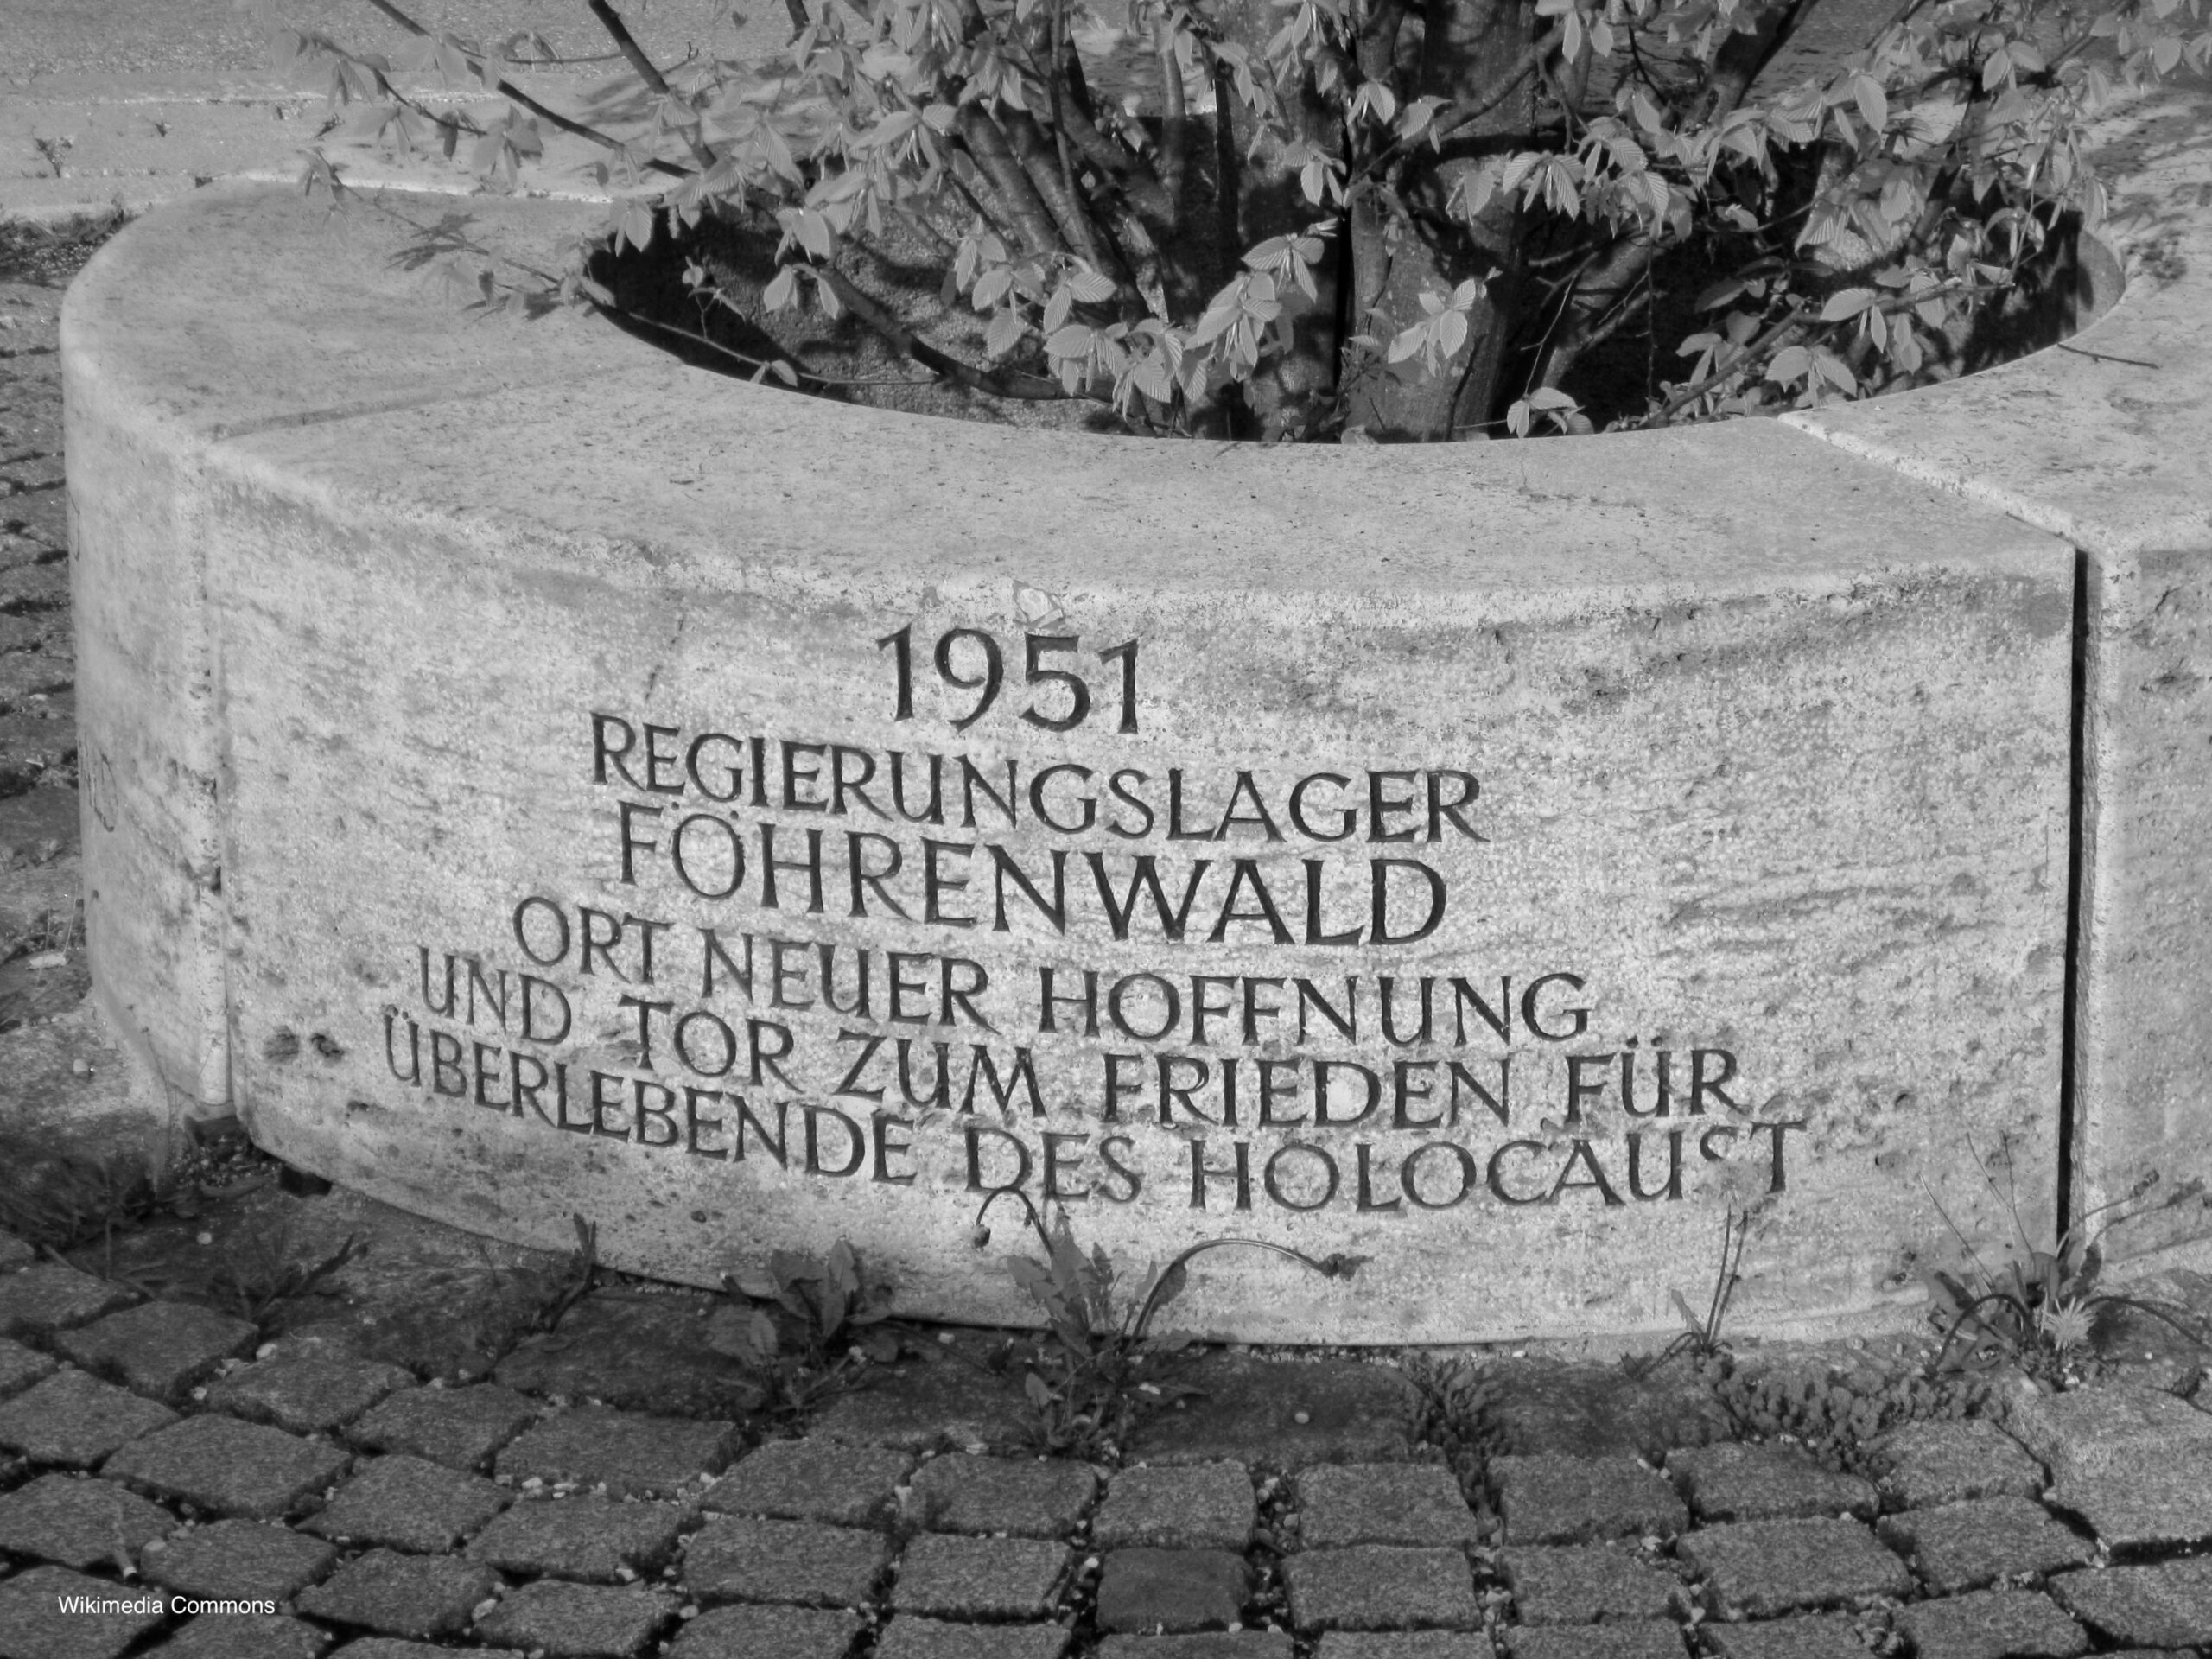 1951
REGIERUNGSLAGER
FÖHRENWALD
ORT NEUER HOFFNUNG
UND TOR ZUM FRIEDEN FÜR
ÜBERLEBENDE DES HOLOCAUST
Wikimedia Commons